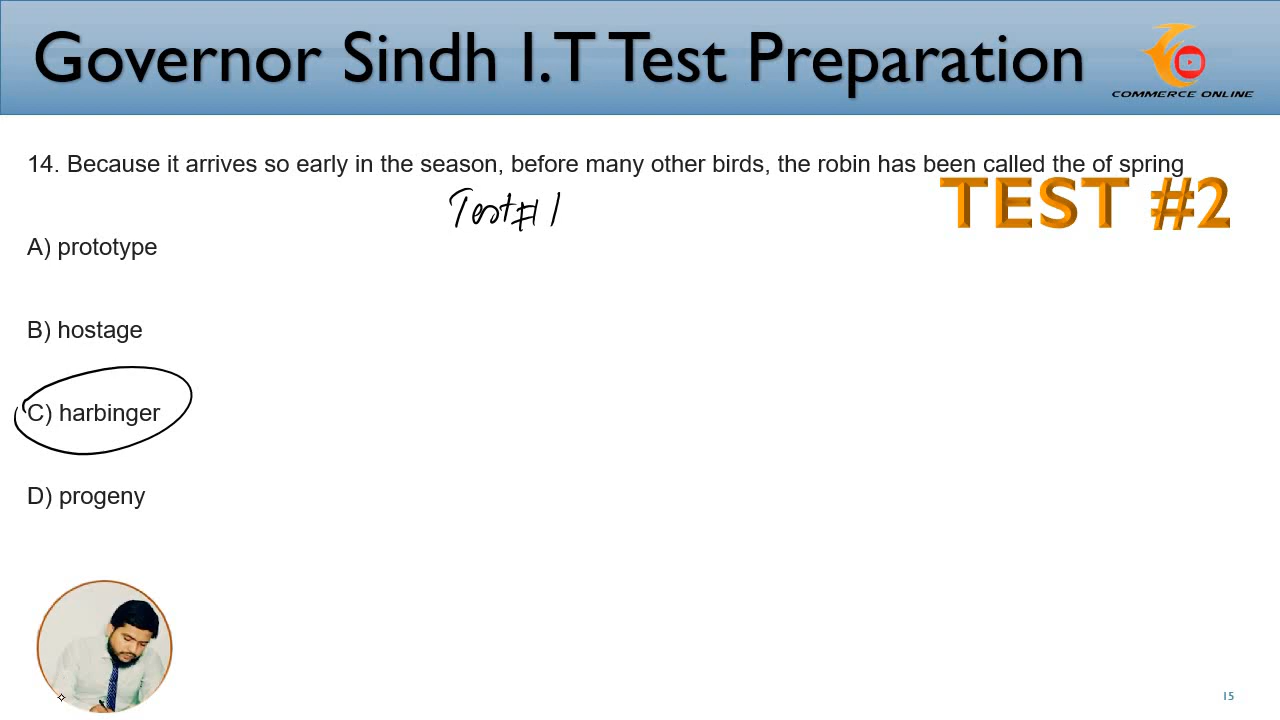 Governor Sindh I.T Test Preparation
COMMERCE ONLINE
14. Because it arrives so early in the season, before many other birds, the robin has been called the of spring
TEST #2
Test# 1
A) prototype
B) hostage
C) harbinger
D) progeny
15